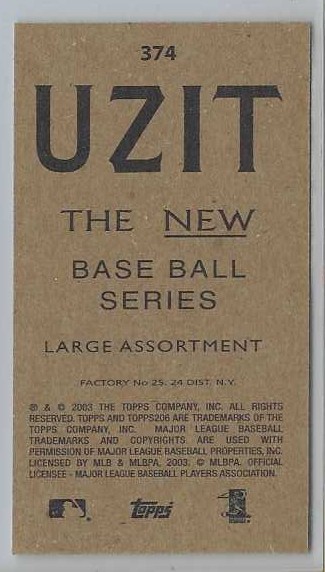 374
UZIT
THE NEW
BASE BALL
SERIES
LARGE ASSORTMENT
FACTORY No 25. 24 DIST. N.Y.
® & © 2003 THE TOPPS COMPANY, INC. ALL RIGHTS
RESERVED. TOPPS AND TOPPS206 ARE TRADEMARKS OF THE
TOPPS COMPANY, INC. MAJOR LEAGUE BASEBALL
TRADEMARKS AND COPYRIGHTS ARE USED WITH
PERMISSION OF MAJOR LEAGUE BASEBALL PROPERTIES, INC.
LICENSED BY MLB & MLBPA, 2003. © MLBPA. OFFICIAL
LICENSEE - MAJOR LEAGUE BASEBALL PLAYERS ASSOCIATION.
Topps